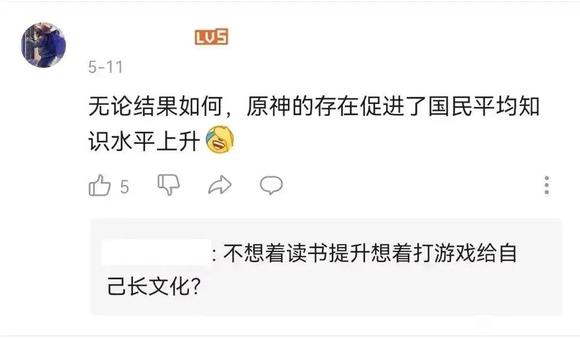 LV5
5-11
无论结果如何，原神的存在促进了国民平均知
识水平上升
5
: 不想着读书提升想着打游戏给自
己长文化?